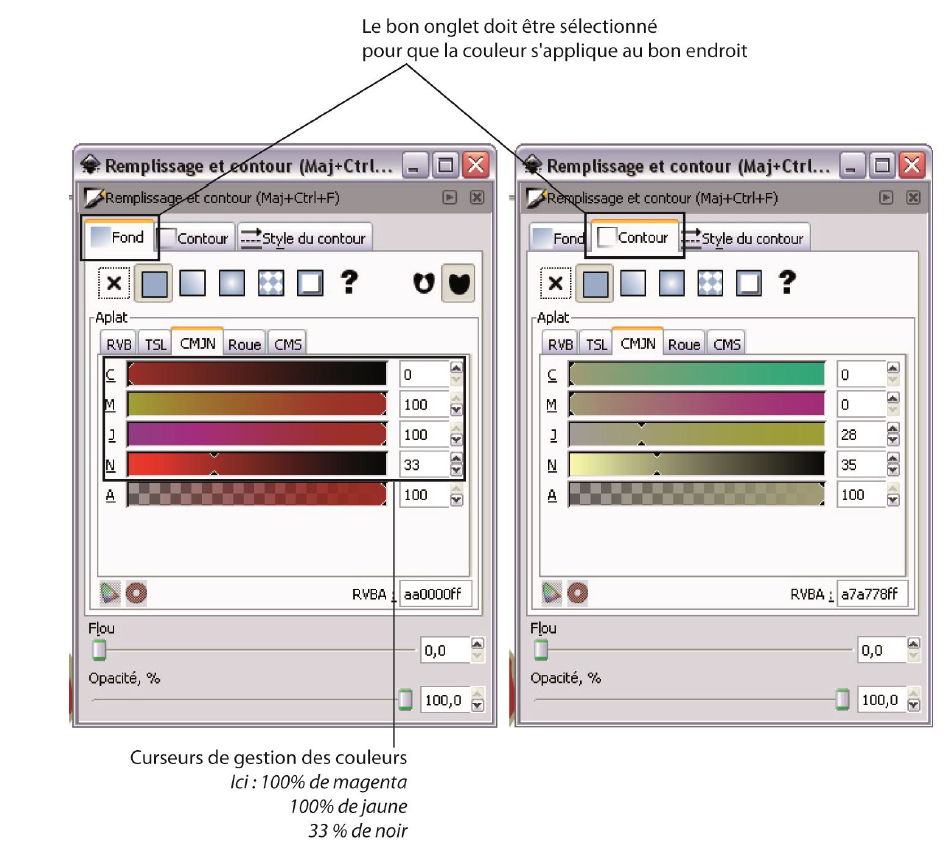 Le bon onglet doit être sélectionné
pour que la couleur s'applique au bon endroit
Remplissage et contour (Maj+Ctrl...
Remplissage et contour (Maj+Ctrl+F)
Fond
Contour
Style du contour
?
Aplat
RVB
TSL
CMJN
Roue
CMS
C 0
M 100
J 100
N 33
A 100
RVBA : aa0000ff
Flou
0,0
Opacité, %
100,0
Remplissage et contour (Maj+Ctrl...
Remplissage et contour (Maj+Ctrl+F)
Fond
Contour
Style du contour
?
Aplat
RVB
TSL
CMJN
Roue
CMS
C 0
M 0
J 28
N 35
A 100
RVBA : a7a778ff
Flou
0,0
Opacité, %
100,0
Curseurs de gestion des couleurs
Ici : 100% de magenta
100% de jaune
33 % de noir